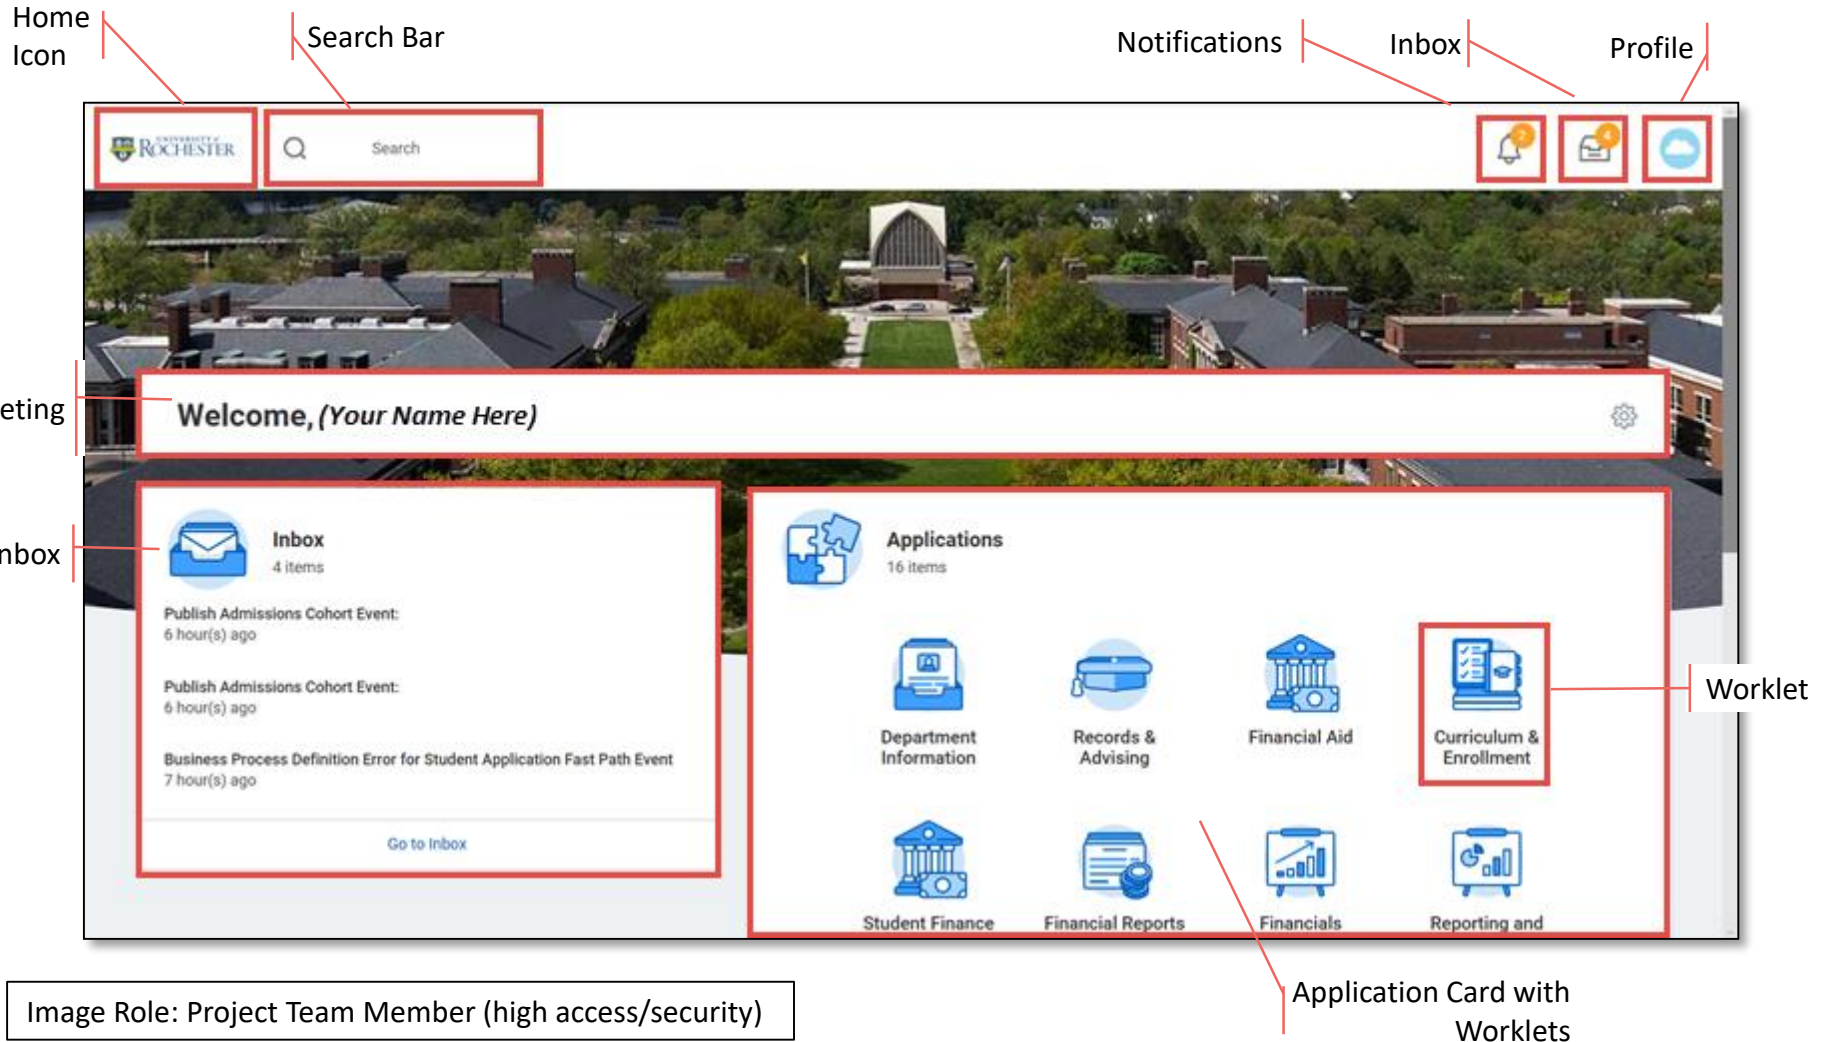 Home
Icon
Search Bar
Notifications
Inbox
Profile
UNIVERSITY of
ROCHESTER
Search
2
4
eting
Welcome, (Your Name Here)
nbox
Inbox
4 items
Publish Admissions Cohort Event:
6 hour(s) ago
Publish Admissions Cohort Event:
6 hour(s) ago
Business Process Definition Error for Student Application Fast Path Event
7 hour(s) ago
Go to Inbox
Applications
16 items
Department
Information
Records &
Advising
Financial Aid
Curriculum &
Enrollment
Worklet
Student Finance
Financial Reports
Financials
Reporting and
Image Role: Project Team Member (high access/security)
Application Card with
Worklets